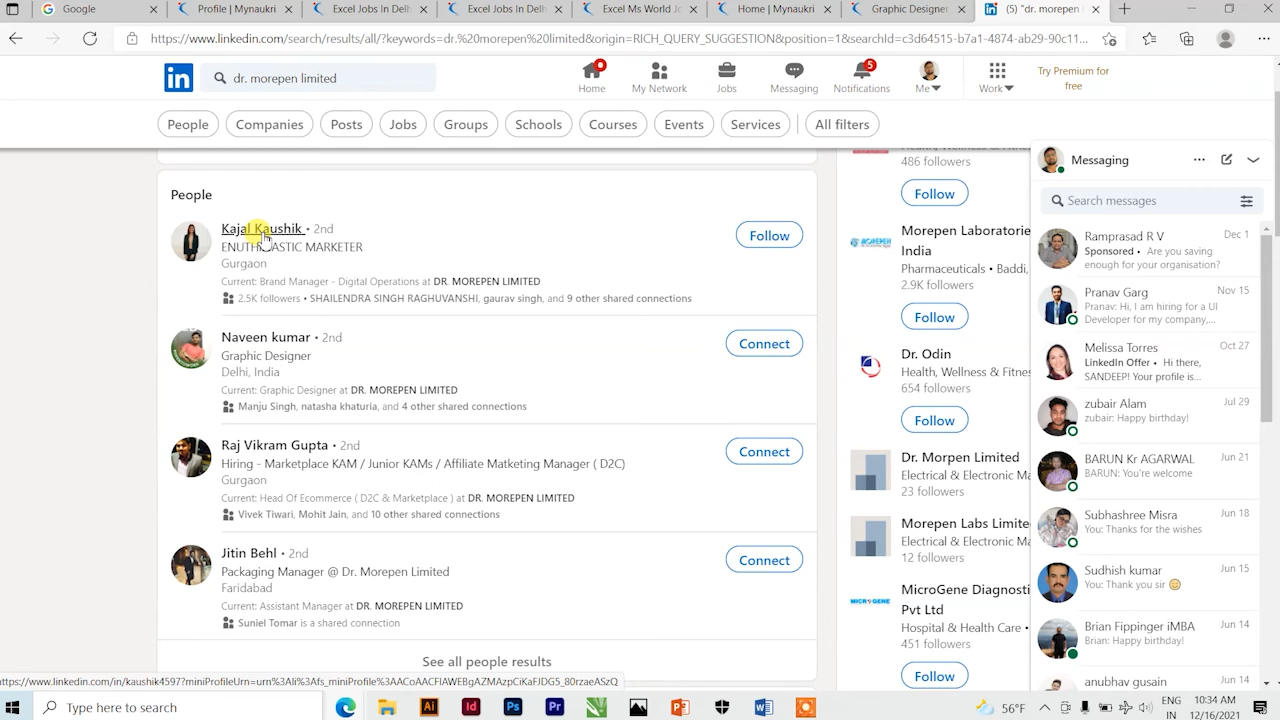 Google
Profile | Mynaukri
Excel Jobs In Delh
Excel Jobs In Delh
Excel Ms World Jo
Home | Mynaukri
Graphic Designer
(5) "dr. morepen l
https://www.linkedin.com/search/results/all/?keywords=dr.%20morepen%20limited&origin=RICH_QUERY_SUGGESTION&position=1&searchId=c3d64515-b7a1-4874-ab29-90c11...
dr. morepen limited
0
5
Home
My Network
Jobs
Messaging
Notifications
Me
Work
Try Premium for
free
People
Companies
Posts
Jobs
Groups
Schools
Courses
Events
Services
All filters
People
Kajal Kaushik • 2nd
ENUTHUSTIC MARKETER
Gurgaon
Current: Brand Manager - Digital Operations at DR. MOREPEN LIMITED
2.5K followers • SHAILENDRA SINGH RAGHUVANSHI, gaurav singh, and 9 other shared connections
Follow
Naveen kumar • 2nd
Graphic Designer
Delhi, India
Current: Graphic Designer at DR. MOREPEN LIMITED
Manju Singh, natasha khaturia, and 4 other shared connections
Connect
Raj Vikram Gupta • 2nd
Hiring - Marketplace KAM / Junior KAMs / Affiliate Matketing Manager ( D2C)
Gurgaon
Current: Head Of Ecommerce ( D2C & Marketplace ) at DR. MOREPEN LIMITED
Vivek Tiwari, Mohit Jain, and 10 other shared connections
Connect
Jitin Behl • 2nd
Packaging Manager @ Dr. Morepen Limited
Faridabad
Current: Assistant Manager at DR. MOREPEN LIMITED
Suniel Tomar is a shared connection
Connect
See all people results
486 followers
Follow
MOREPEN
Morepen Laboratorie
India
Pharmaceuticals • Baddi,
2.9K followers
Follow
Dr. Odin
Health, Wellness & Fitnes
654 followers
Follow
Dr. Morpen Limited
Electrical & Electronic Ma
23 followers
Morepen Labs Limite
Electrical & Electronic Ma
12 followers
MICROGENE
MicroGene Diagnosti
Pvt Ltd
Hospital & Health Care •
451 followers
Follow
Messaging
Search messages
Ramprasad R V Dec 1
Sponsored • Are you saving
enough for your organisation?
Pranav Garg Nov 15
Pranav: Hi, I am hiring for a UI
Developer for my company,...
Melissa Torres Oct 27
LinkedIn Offer • Hi there,
SANDEEP! Your profile is...
zubair Alam Jul 29
zubair: Happy birthday!
BARUN Kr AGARWAL Jun 21
BARUN: You're welcome
Subhashree Misra Jun 18
You: Thanks for the wishes
Sudhish kumar Jun 15
You: Thank you sir 😊
Brian Fippinger iMBA Jun 14
Brian: Happy birthday!
anubhav gusain Jun 14
Type here to search
56°F
ENG
IN
10:34 AM
12/16/2021